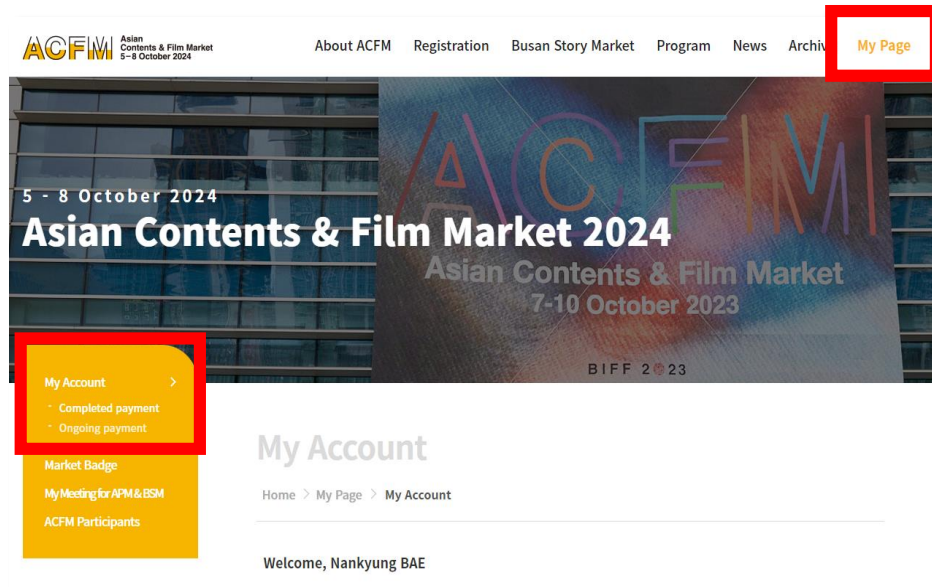 ACFM Asian Contents & Film Market 5–8 October 2024
About ACFM Registration Busan Story Market Program News Archiv My Page
5 - 8 October 2024
Asian Contents & Film Market 2024
ACFM
Asian Contents & Film Market
7-10 October 2023
BIFF 2023
My Account >
- Completed payment
- Ongoing payment
Market Badge
My Meeting for APM & BSM
ACFM Participants
My Account
Home > My Page > My Account
Welcome, Nankyung BAE